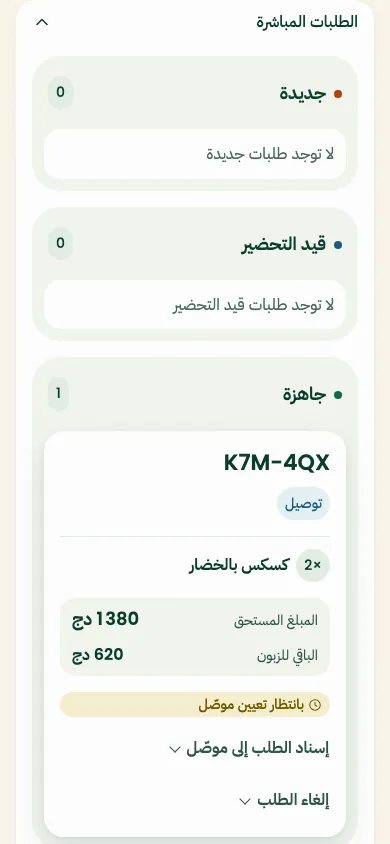 الطلبات المباشرة
جديدة 0
لا توجد طلبات جديدة
قيد التحضير 0
لا توجد طلبات قيد التحضير
جاهزة 1
K7M-4QX
توصيل
2× كسكس بالخضار
المبلغ المستحق 1380 دج
الباقي للزبون 620 دج
بانتظار تعيين موصّل
إسناد الطلب إلى موصّل
إلغاء الطلب